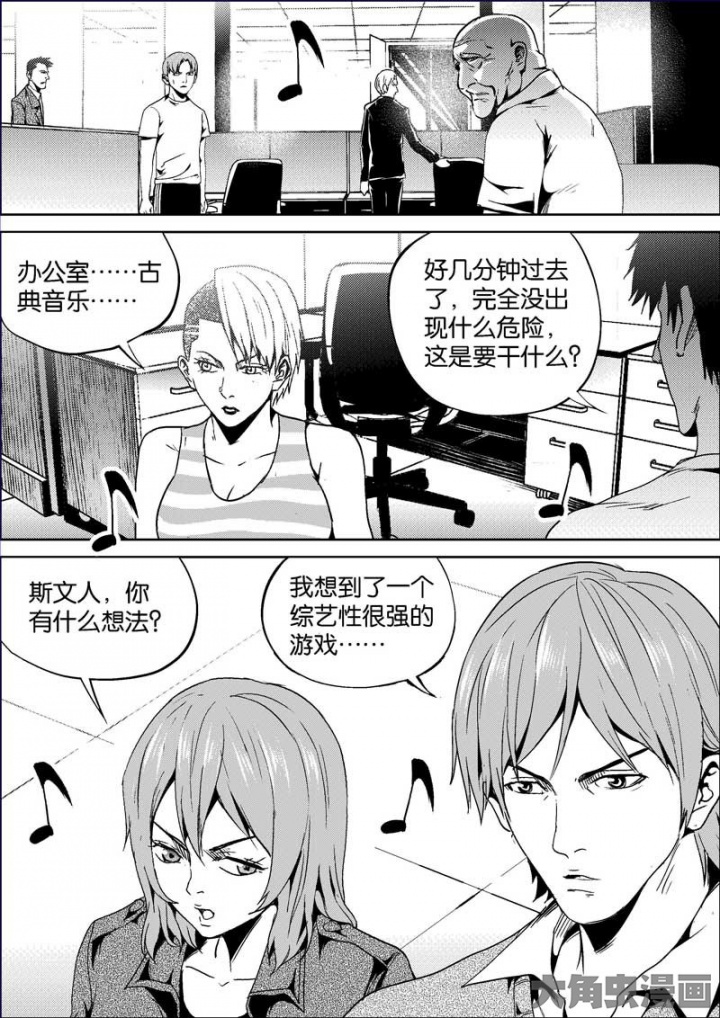 办公室……古
典音乐……
好几分钟过去
了，完全没出
现什么危险，
这是要干什么？
斯文人，你
有什么想法？
我想到了一个
综艺性很强的
游戏……
大角虫漫画